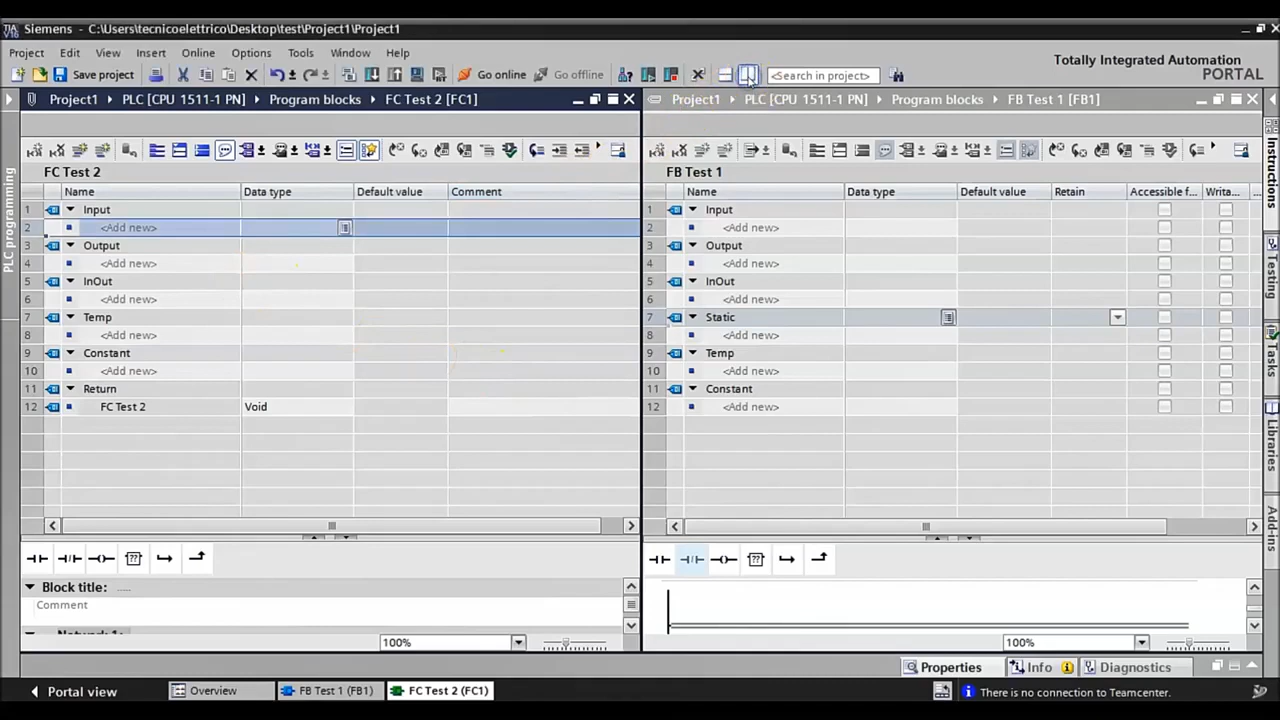 TIA V16 Siemens - C:\Users\tecnicoelettrico\Desktop\test\Project1\Project1
Project Edit View Insert Online Options Tools Window Help
Totally Integrated Automation
PORTAL
Save project Go online Go offline <Search in project>
Project1 PLC [CPU 1511-1 PN] Program blocks FC Test 2 [FC1]
Project1 PLC [CPU 1511-1 PN] Program blocks FB Test 1 [FB1]
FC Test 2
Name Data type Default value Comment
1 Input
2 <Add new>
3 Output
4 <Add new>
5 InOut
6 <Add new>
7 Temp
8 <Add new>
9 Constant
10 <Add new>
11 Return
12 FC Test 2 Void
100%
Block title: .....
Comment
Network 1:
FB Test 1
Name Data type Default value Retain Accessible f... Writa... ...
1 Input
2 <Add new>
3 Output
4 <Add new>
5 InOut
6 <Add new>
7 Static
8 <Add new>
9 Temp
10 <Add new>
11 Constant
12 <Add new>
100%
PLC programming
Instructions
Testing
Tasks
Libraries
Add-ins
Properties Info Diagnostics
Portal view Overview FB Test 1 (FB1) FC Test 2 (FC1) There is no connection to Teamcenter.